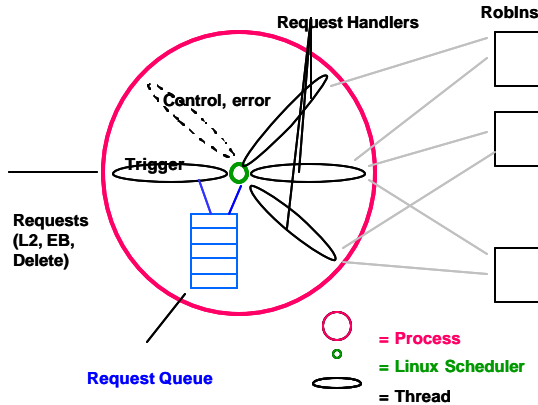 Request Handlers
RobIns
Control, error
Trigger
Requests
(L2, EB,
Delete)
Request Queue
= Process
= Linux Scheduler
= Thread